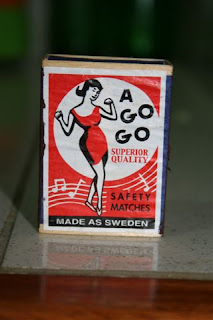 A
GO
GO
SUPERIOR
QUALITY
SAFETY
MATCHES
MADE AS SWEDEN